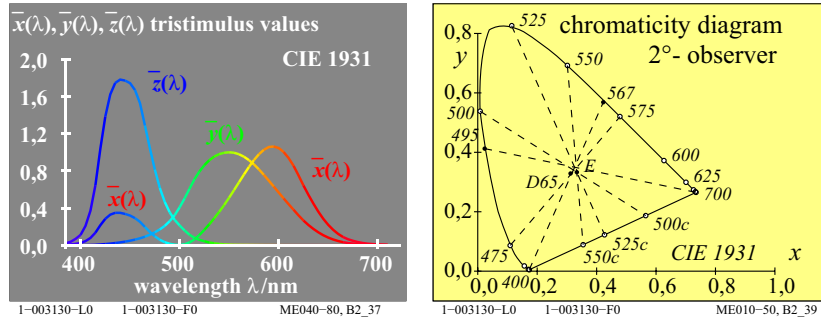 x̄(λ), ȳ(λ), z̄(λ) tristimulus values
CIE 1931
2,0
1,6
1,2
0,8
0,4
0,0
z̄(λ)
ȳ(λ)
x̄(λ)
x̄(λ)
400 500 600 700
wavelength λ/nm
1−003130−L0 1−003130−F0 ME040−80, B2_37
chromaticity diagram
2°- observer
0,8
y
0,6
0,4
0,2
0,0
525
550
567
575
500
495
600
625
700
E
D65
500c
525c
550c
475
400
CIE 1931
x
0,0 0,2 0,4 0,6 0,8 1,0
1−003130−L0 1−003130−F0 ME010−50, B2_39